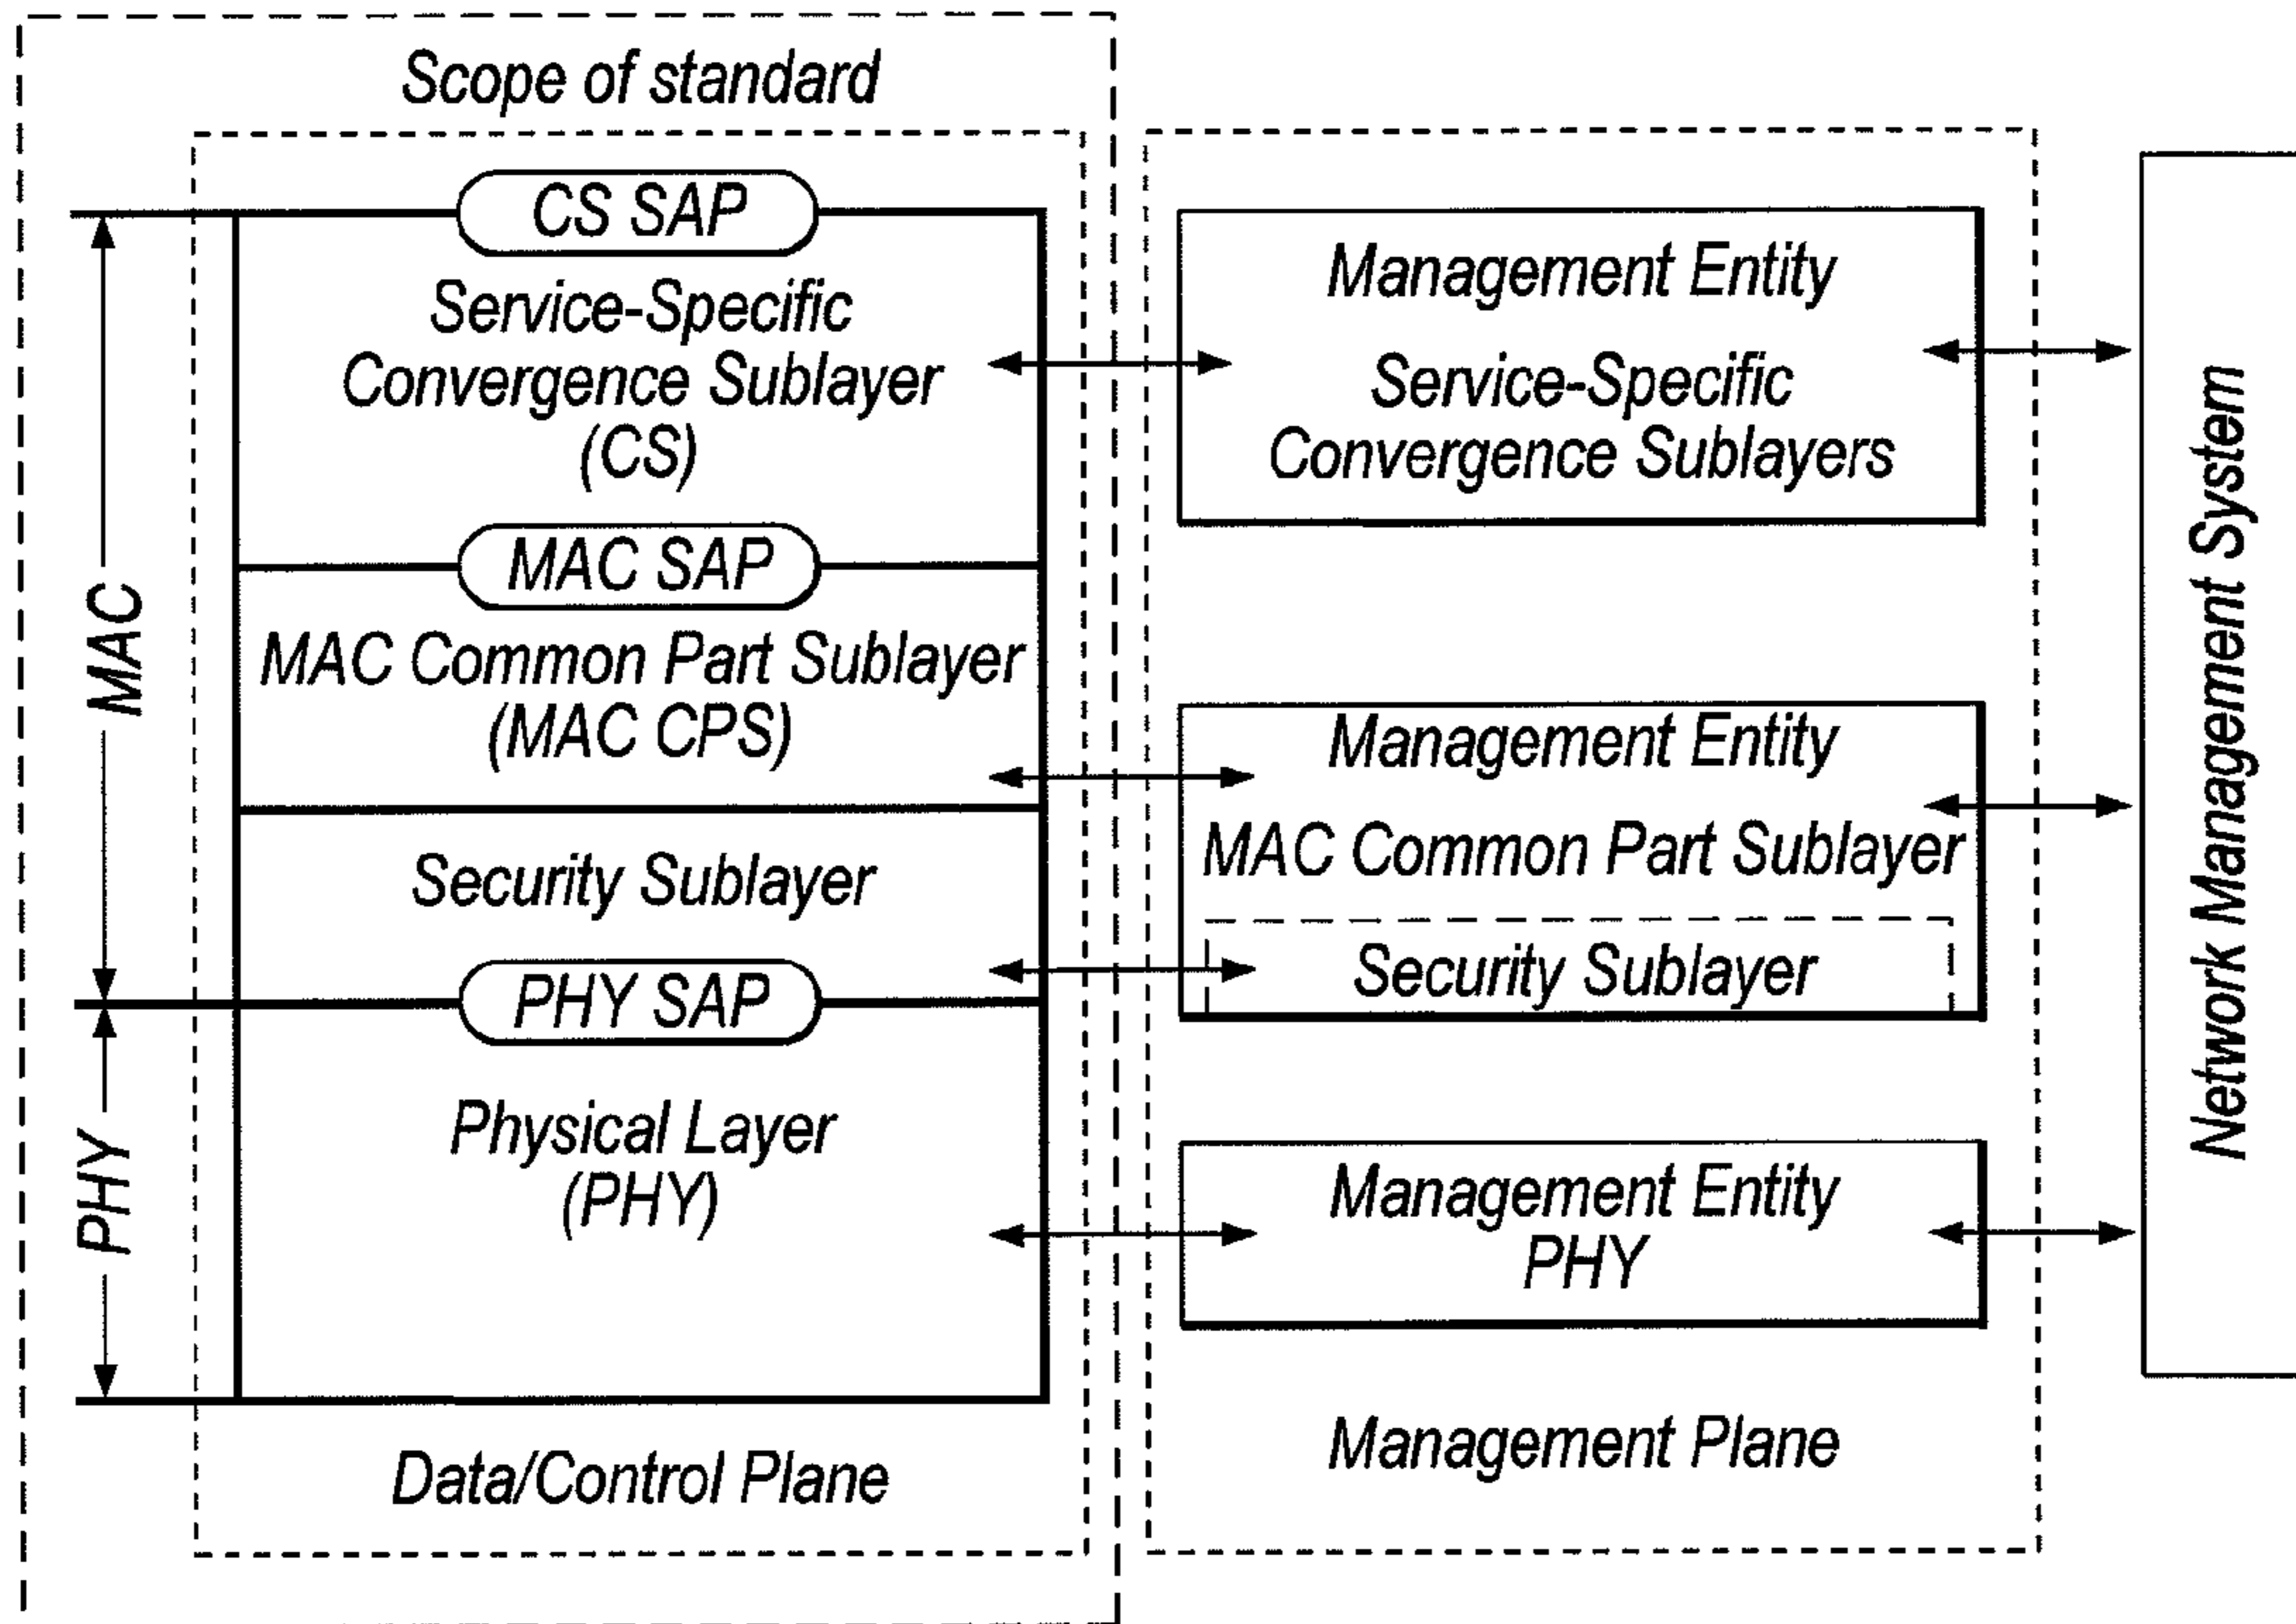 Scope of standard
CS SAP
Service-Specific
Convergence Sublayer
(CS)
MAC SAP
MAC Common Part Sublayer
(MAC CPS)
Security Sublayer
PHY SAP
Physical Layer
(PHY)
Data/Control Plane
MAC
PHY
Management Entity
Service-Specific
Convergence Sublayers
Management Entity
MAC Common Part Sublayer
Security Sublayer
Management Entity
PHY
Management Plane
Network Management System